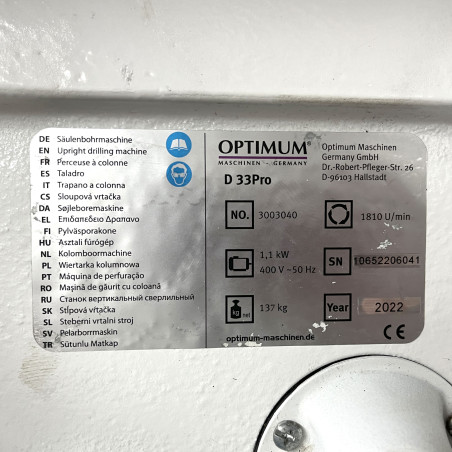 DE Säulenbohrmaschine
EN Upright drilling machine
FR Perceuse à colonne
ES Taladro
IT Trapano a colonna
CS Sloupová vrtačka
DA Søjleboremaskine
EL Επιδαπέδιο Δράπανο
FI Pylväsporakone
HU Asztali fúrógép
NL Kolomboormachine
PL Wiertarka kolumnowa
PT Máquina de perfuração
RO Maşină de găurit cu coloană
RU Станок вертикальный сверлильный
SK Stĺpová vŕtačka
SL Steberni vrtalni stroj
SV Pelarborrmaskin
TR Sütunlu Matkap
OPTIMUM®
MASCHINEN - GERMANY
Optimum Maschinen
Germany GmbH
Dr.-Robert-Pfleger-Str. 26
D-96103 Hallstadt
D 33Pro
NO. 3003040
1810 U/min
1,1 kW
400 V ~50 Hz
SN 10652206041
kg net 137 kg
Year 2022
optimum-maschinen.de
CE